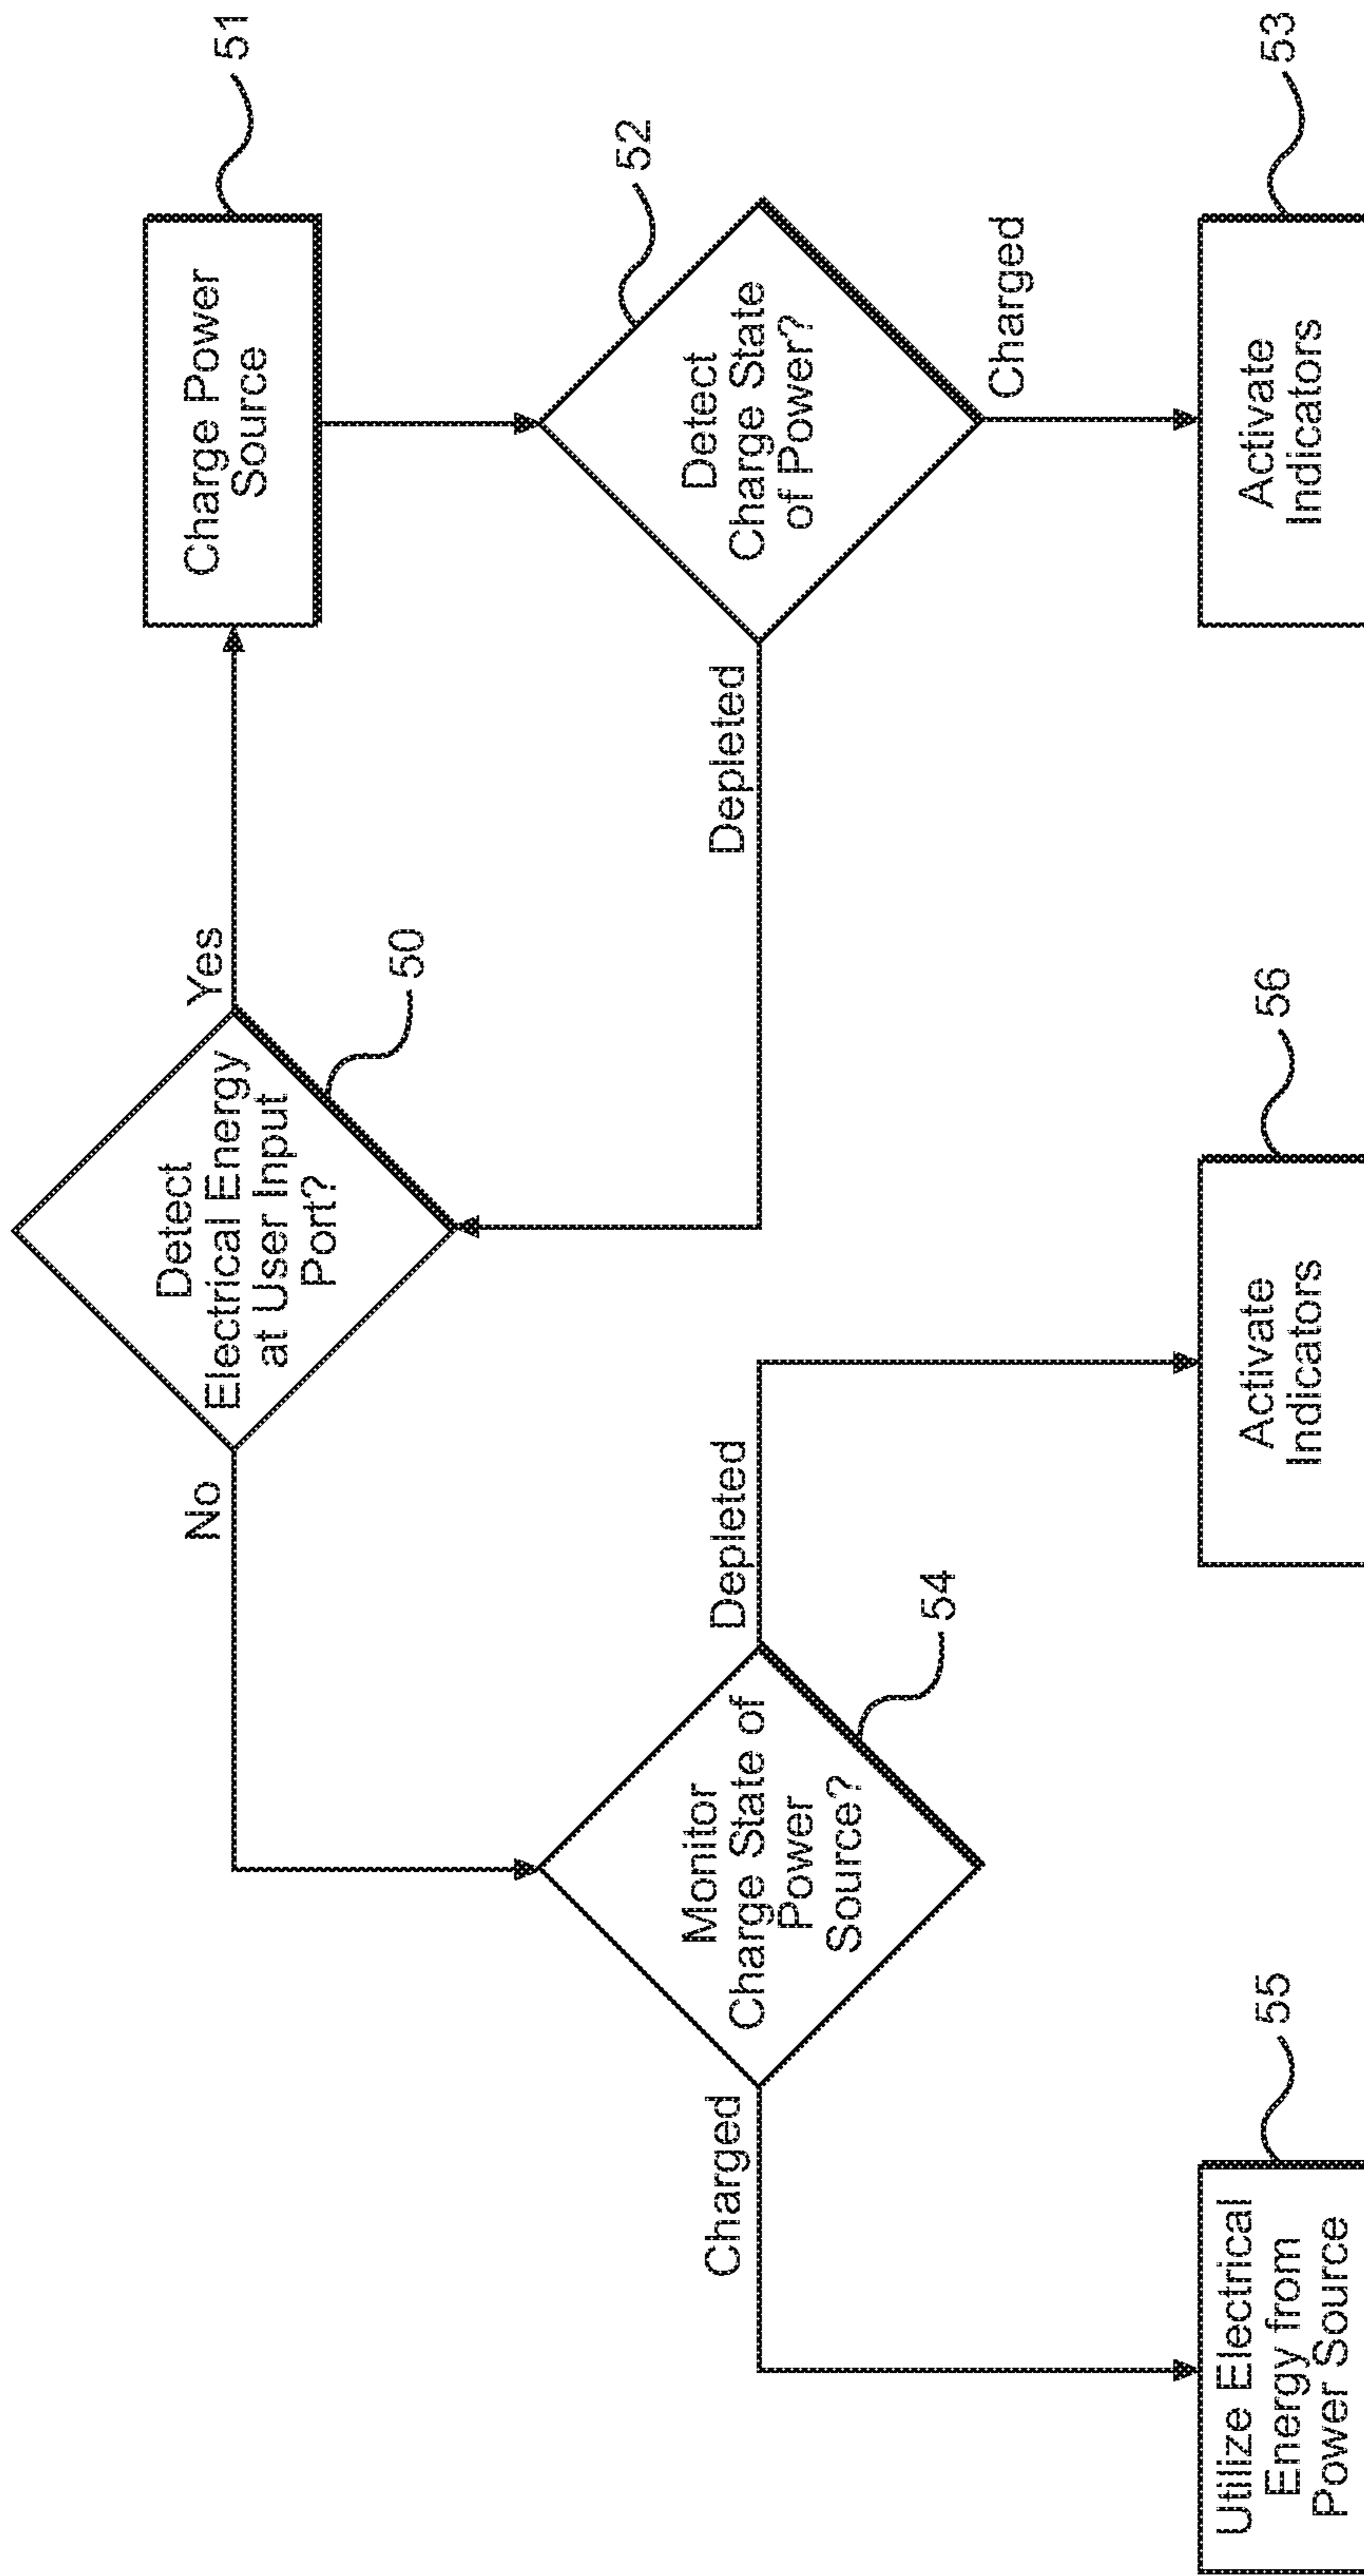 Detect
Electrical Energy
at User Input
Port?
50
No
Yes
Charge Power
Source
51
Monitor
Charge State of
Power
Source?
54
Charged
Depleted
Detect
Charge State
of Power?
52
Depleted
Charged
Utilize Electrical
Energy from
Power Source
55
Activate
Indicators
56
Activate
Indicators
53